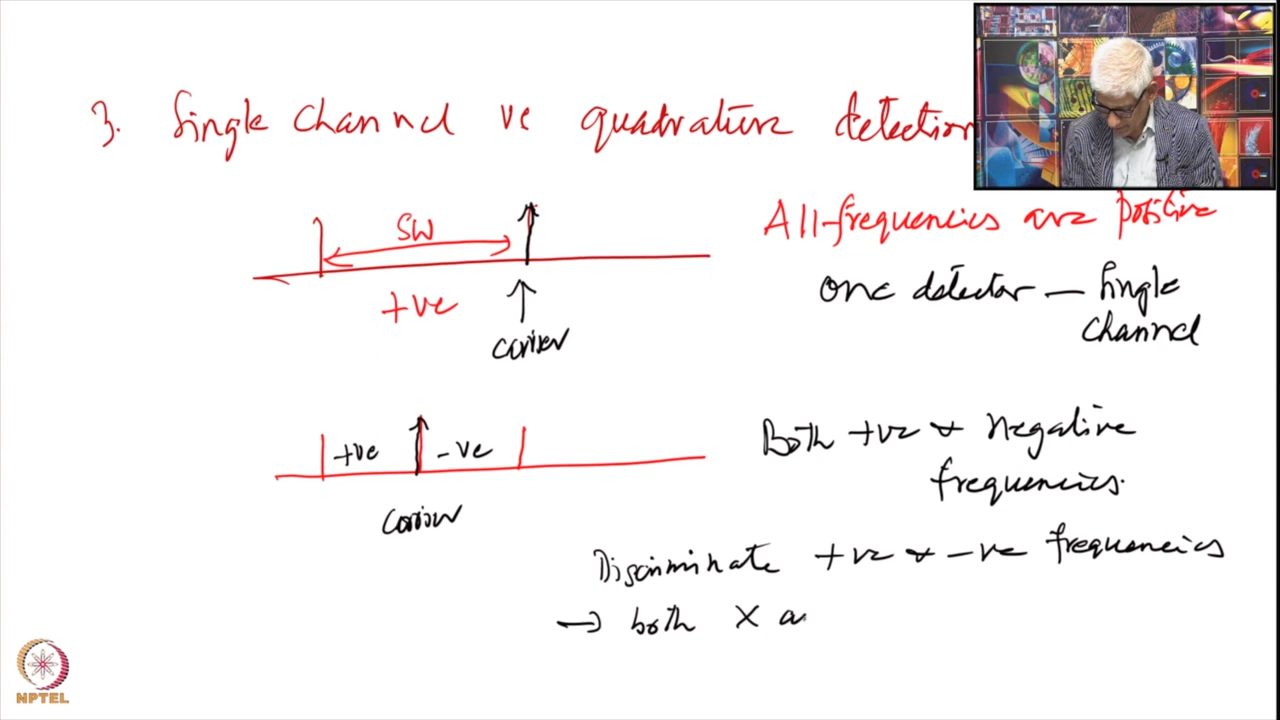 3. Single channel vs quadrature detection
SW
+ve
carrier
All frequencies are positive
one detector — Single
channel
+ve -ve
carrier
Both +ve & Negative
frequencies.
Discriminate +ve & -ve frequencies
→ both X a
NPTEL